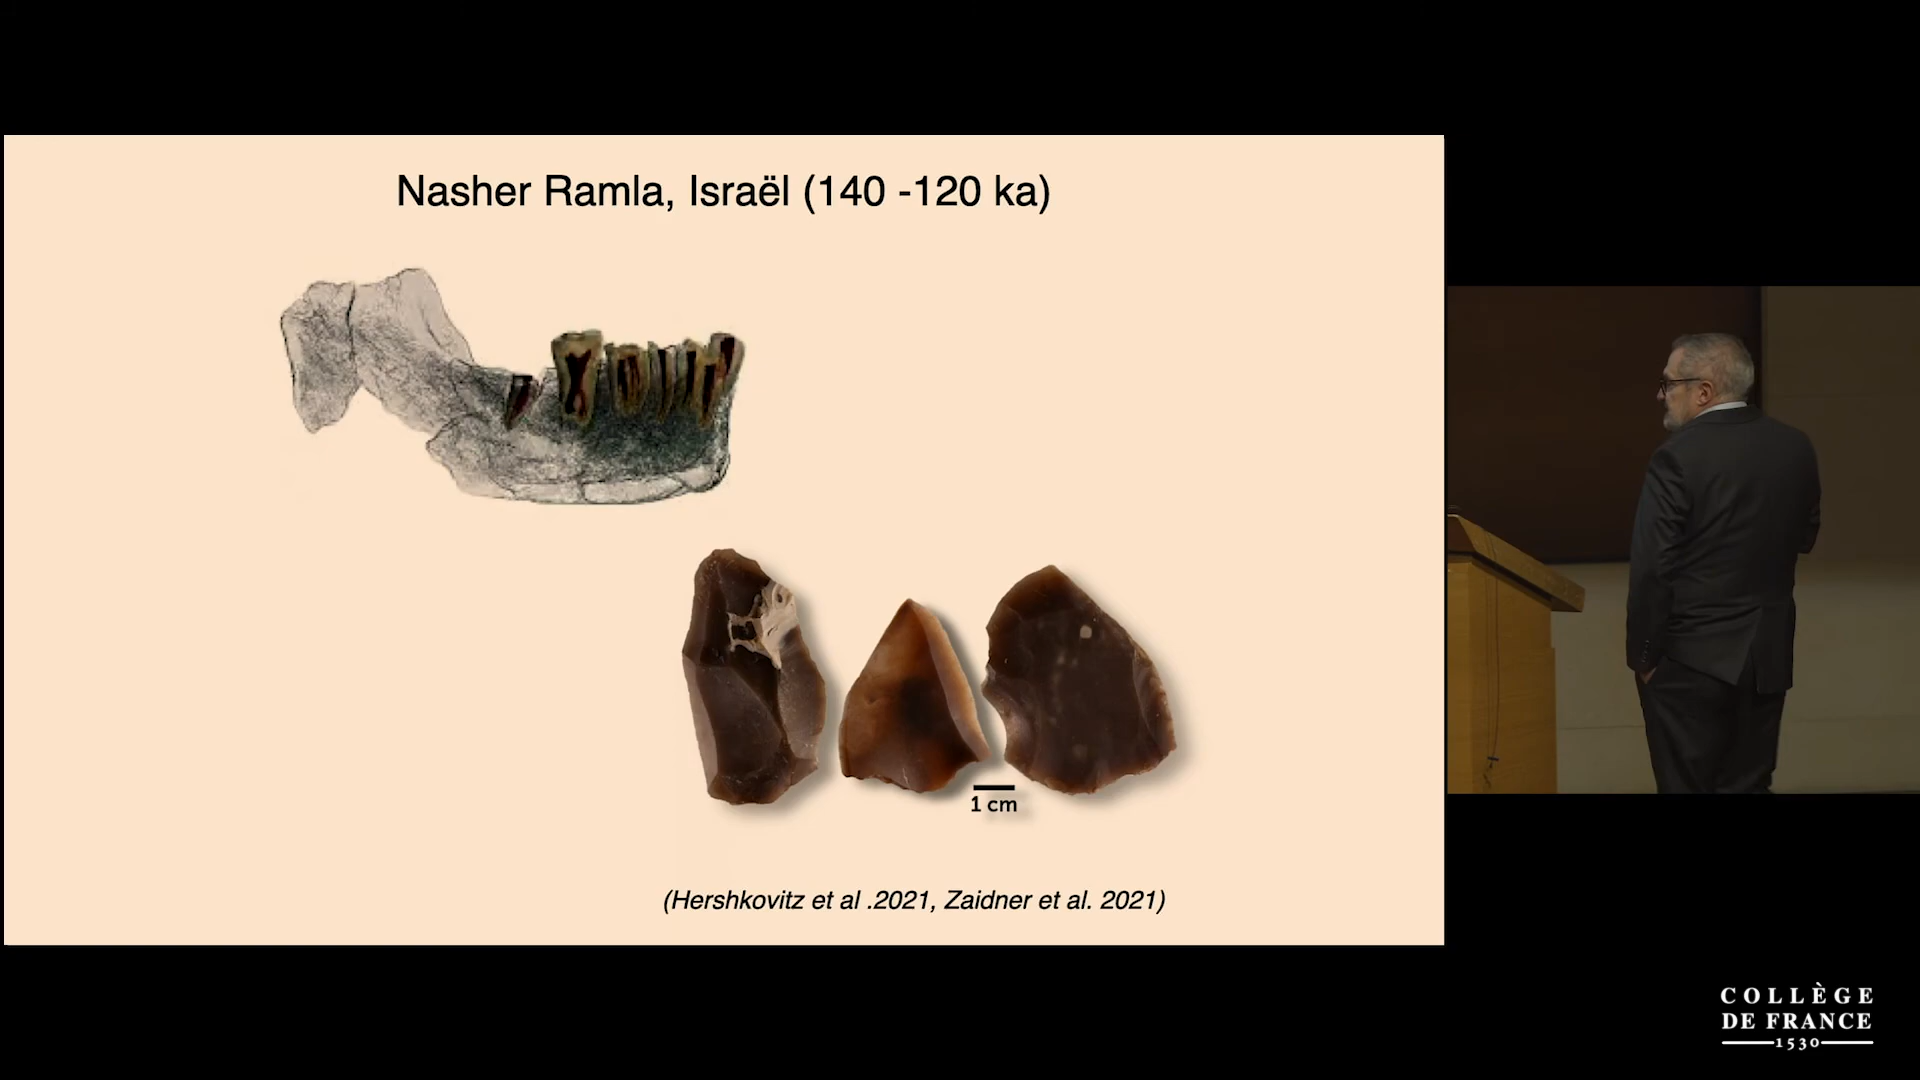 Nasher Ramla, Israël (140 -120 ka)
1 cm
(Hershkovitz et al .2021, Zaidner et al. 2021)
COLLÈGE
DE FRANCE
1530